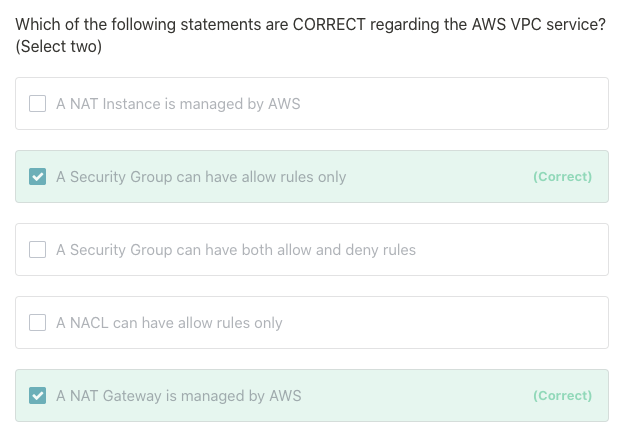 Which of the following statements are CORRECT regarding the AWS VPC service?
(Select two)
A NAT Instance is managed by AWS
A Security Group can have allow rules only (Correct)
A Security Group can have both allow and deny rules
A NACL can have allow rules only
A NAT Gateway is managed by AWS (Correct)